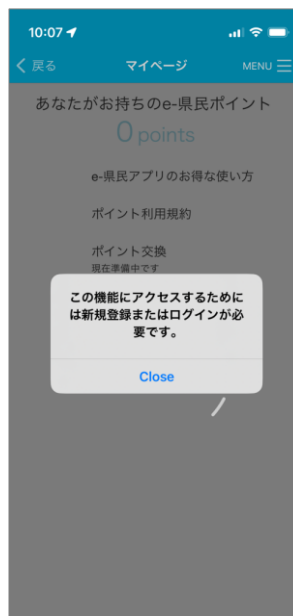 10:07
戻る
マイページ
MENU
あなたがお持ちのe-県民ポイント
0 points
e-県民アプリのお得な使い方
ポイント利用規約
ポイント交換
現在準備中です
この機能にアクセスするために
は新規登録またはログインが必
要です。
Close